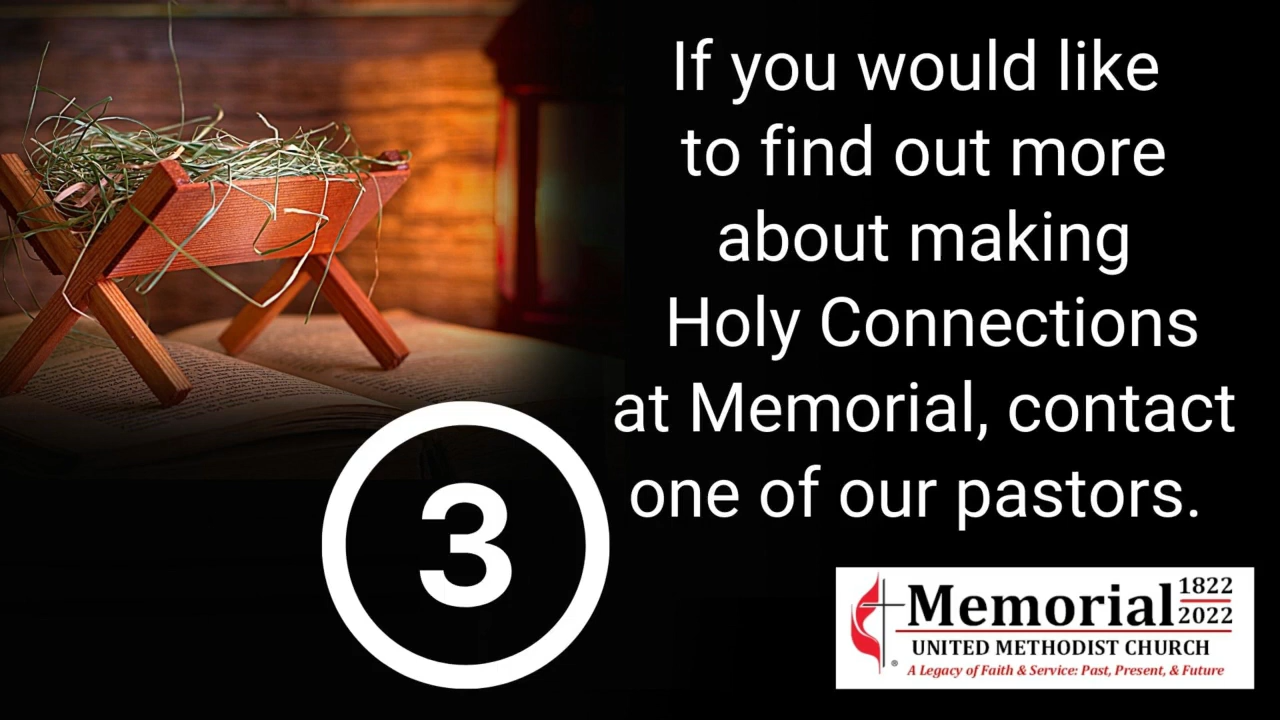 If you would like
to find out more
about making
Holy Connections
at Memorial, contact
one of our pastors.
3
Memorial 1822
2022
UNITED METHODIST CHURCH
®
A Legacy of Faith & Service: Past, Present, & Future